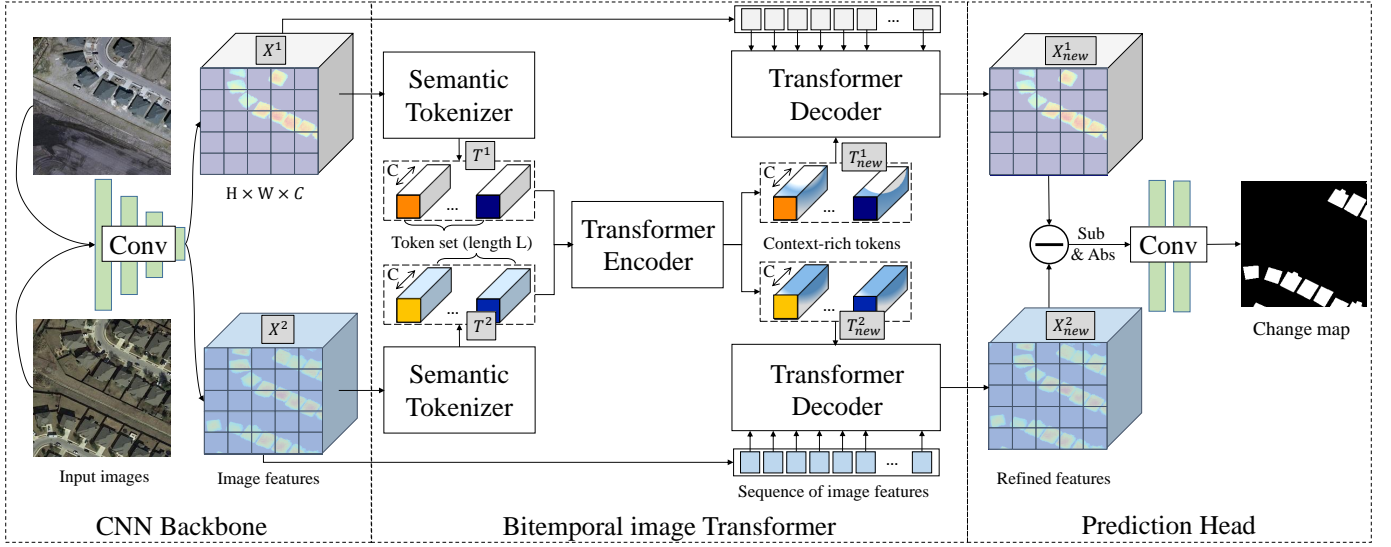 X¹
H × W × C
Conv
X²
Input images
Image features
CNN Backbone
Semantic
Tokenizer
T¹
C
...
Token set (length L)
C
...
T²
Semantic
Tokenizer
Transformer
Encoder
...
Transformer
Decoder
T¹new
C
...
Context-rich tokens
C
...
T²new
Transformer
Decoder
...
Sequence of image features
Bitemporal image Transformer
X¹new
Sub
& Abs
Conv
Change map
X²new
Refined features
Prediction Head